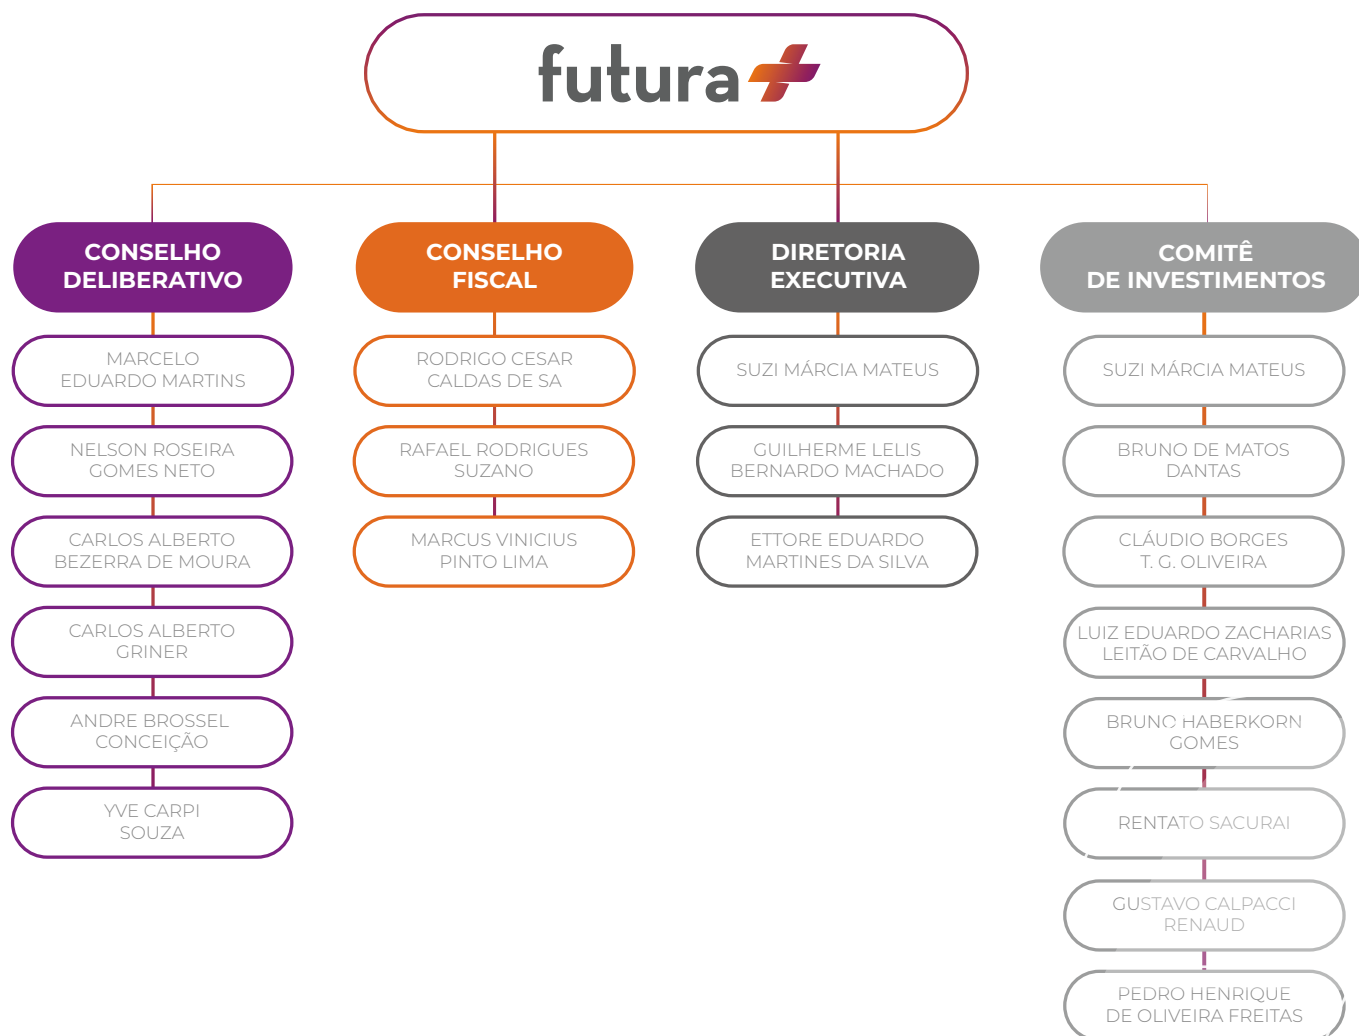 futura
CONSELHO
DELIBERATIVO
MARCELO
EDUARDO MARTINS
NELSON ROSEIRA
GOMES NETO
CARLOS ALBERTO
BEZERRA DE MOURA
CARLOS ALBERTO
GRINER
ANDRE BROSSEL
CONCEIÇÃO
YVE CARPI
SOUZA
CONSELHO
FISCAL
RODRIGO CESAR
CALDAS DE SA
RAFAEL RODRIGUES
SUZANO
MARCUS VINICIUS
PINTO LIMA
DIRETORIA
EXECUTIVA
SUZI MÁRCIA MATEUS
GUILHERME LELIS
BERNARDO MACHADO
ETTORE EDUARDO
MARTINES DA SILVA
COMITÊ
DE INVESTIMENTOS
SUZI MÁRCIA MATEUS
BRUNO DE MATOS
DANTAS
CLÁUDIO BORGES
T. G. OLIVEIRA
LUIZ EDUARDO ZACHARIAS
LEITÃO DE CARVALHO
BRUNO HABERKORN
GOMES
RENTATO SACURAI
GUSTAVO CALPACCI
RENAUD
PEDRO HENRIQUE
DE OLIVEIRA FREITAS